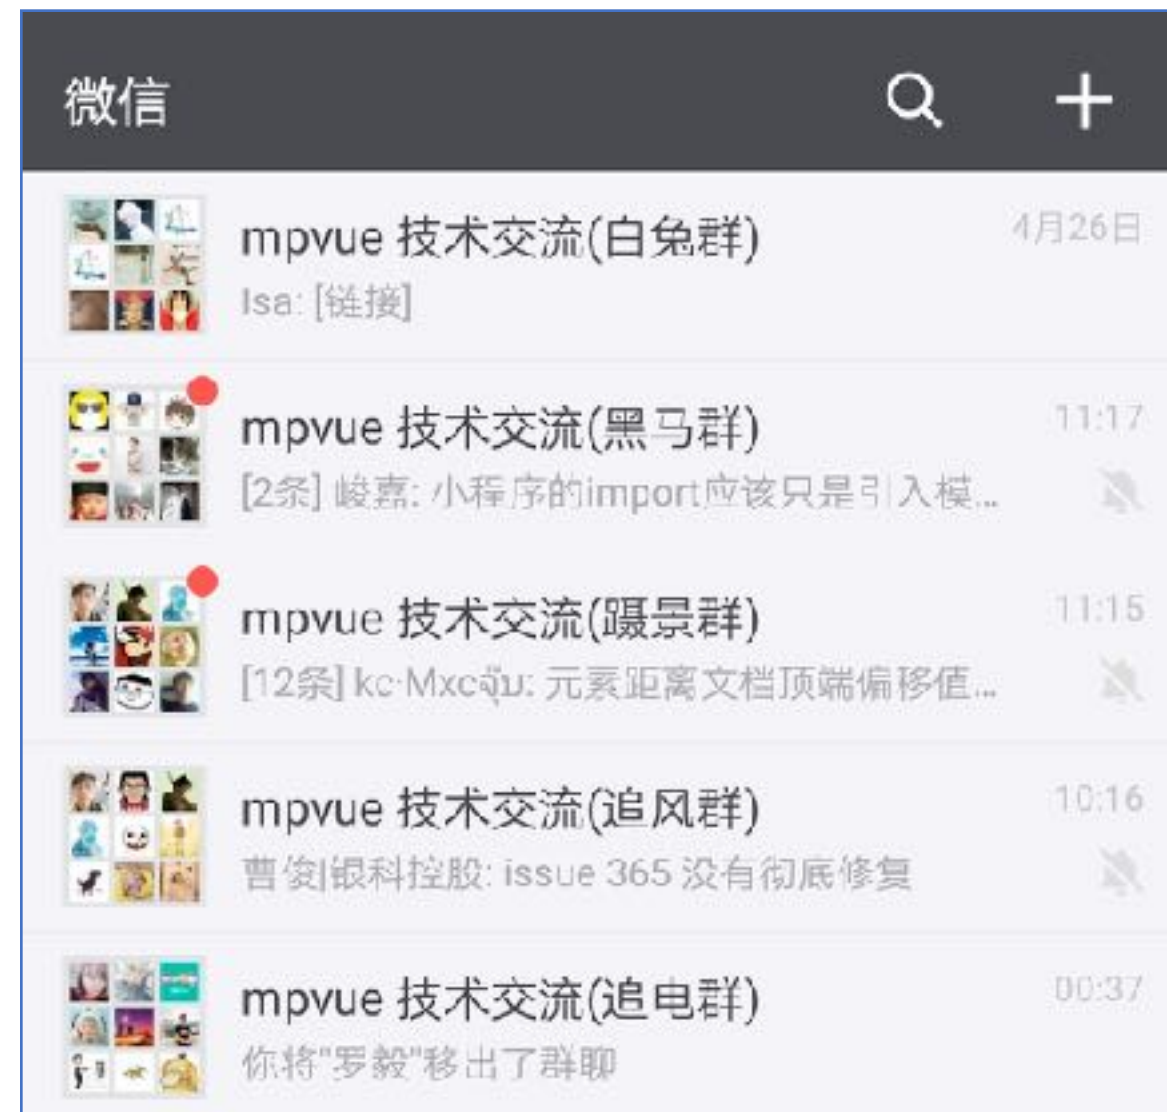 微信
mpvue 技术交流(白兔群)
4月26日
Isa: [链接]
mpvue 技术交流(黑马群)
11:17
[2条] 峻嘉: 小程序的import应该只是引入模...
mpvue 技术交流(蹑景群)
11:15
[12条] kc·Mxcจุ๊บ: 元素距离文档顶端偏移值...
mpvue 技术交流(追风群)
10:16
曹俊|银科控股: issue 365 没有彻底修复
mpvue 技术交流(追电群)
00:37
你将"罗毅"移出了群聊